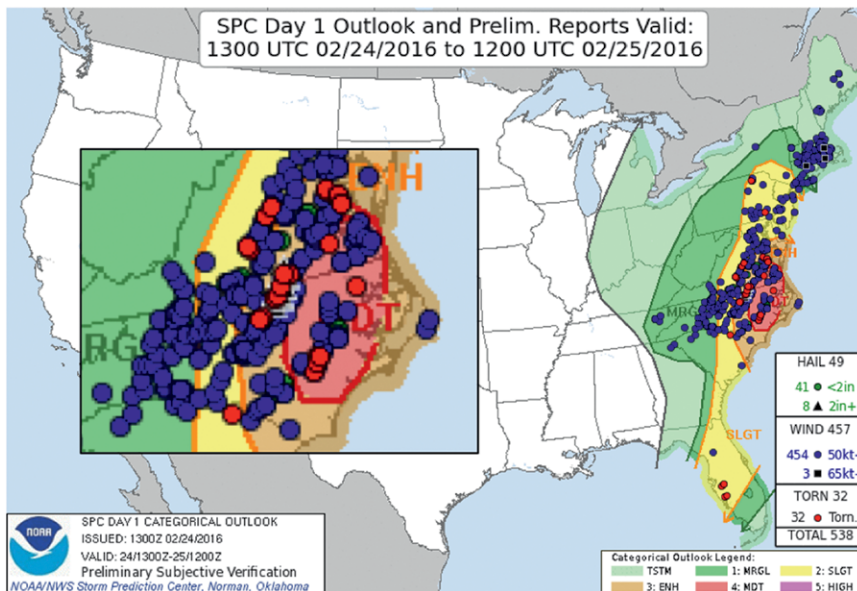 SPC Day 1 Outlook and Prelim. Reports Valid:
1300 UTC 02/24/2016 to 1200 UTC 02/25/2016
ENH
RG
DT
MRGL
SLGT
HAIL 49
41 <2in
8 2in+
WIND 457
454 50kt+
3 65kt+
TORN 32
32 Torn.
TOTAL 538
SPC DAY 1 CATEGORICAL OUTLOOK
ISSUED: 1300Z 02/24/2016
VALID: 24/1300Z-25/1200Z
Preliminary Subjective Verification
NOAA/NWS Storm Prediction Center, Norman, Oklahoma
NOAA
Categorical Outlook Legend:
TSTM 1: MRGL 2: SLGT
3: ENH 4: MDT 5: HIGH